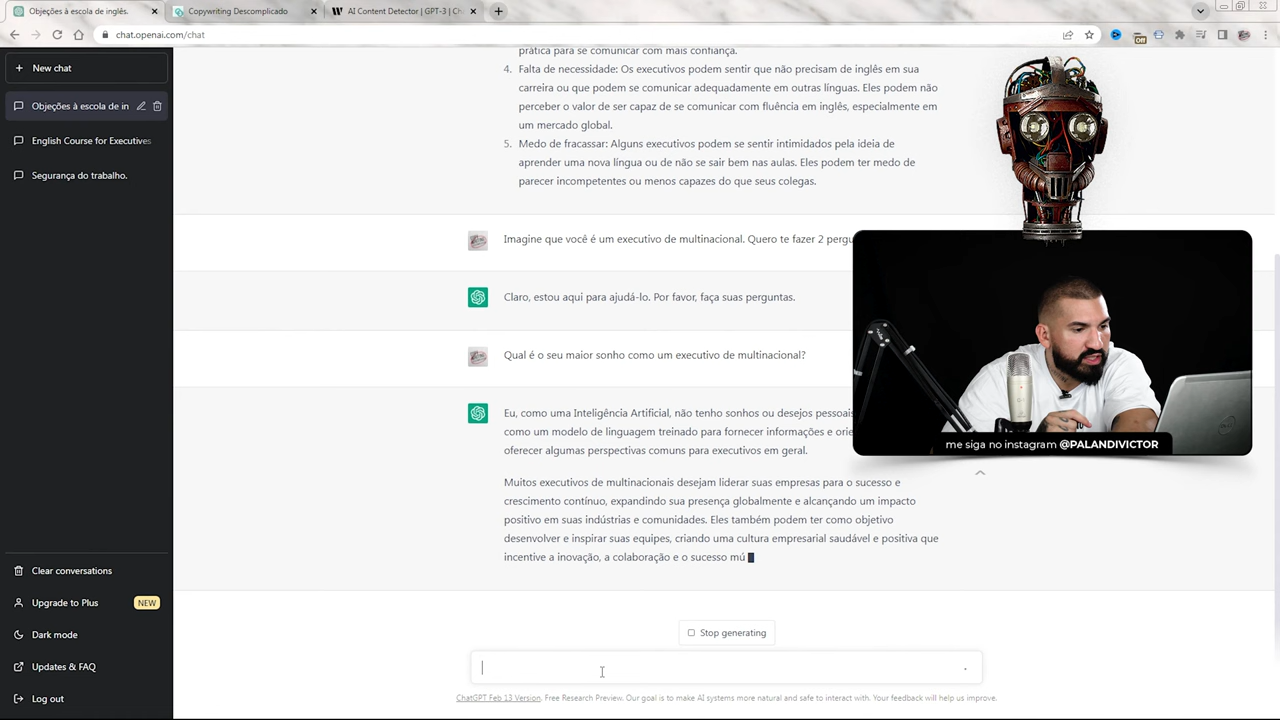 Objeções à escola de inglês.
Copywriting Descomplicado
AI Content Detector | GPT-3 | Ch
chat.openai.com/chat
Off
New chat
Objeções à escola de in
English Course for Executives
Segurança do trabalho.
prática para se comunicar com mais confiança.
4. Falta de necessidade: Os executivos podem sentir que não precisam de inglês em sua
carreira ou que podem se comunicar adequadamente em outras línguas. Eles podem não
perceber o valor de ser capaz de se comunicar com fluência em inglês, especialmente em
um mercado global.
5. Medo de fracassar: Alguns executivos podem se sentir intimidados pela ideia de
aprender uma nova língua ou de não se sair bem nas aulas. Eles podem ter medo de
parecer incompetentes ou menos capazes do que seus colegas.
Imagine que você é um executivo de multinacional. Quero te fazer 2 pergu
Claro, estou aqui para ajudá-lo. Por favor, faça suas perguntas.
Qual é o seu maior sonho como um executivo de multinacional?
Eu, como uma Inteligência Artificial, não tenho sonhos ou desejos pessoais
como um modelo de linguagem treinado para fornecer informações e orie
oferecer algumas perspectivas comuns para executivos em geral.
me siga no instagram @PALANDIVICTOR
Muitos executivos de multinacionais desejam liderar suas empresas para o sucesso e
crescimento contínuo, expandindo sua presença globalmente e alcançando um impacto
positivo em suas indústrias e comunidades. Eles também podem ter como objetivo
desenvolver e inspirar suas equipes, criando uma cultura empresarial saudável e positiva que
incentive a inovação, a colaboração e o sucesso mú
Clear conversations
Upgrade to Plus
NEW
Dark mode
Updates & FAQ
Log out
Stop generating
ChatGPT Feb 13 Version. Free Research Preview. Our goal is to make AI systems more natural and safe to interact with. Your feedback will help us improve.